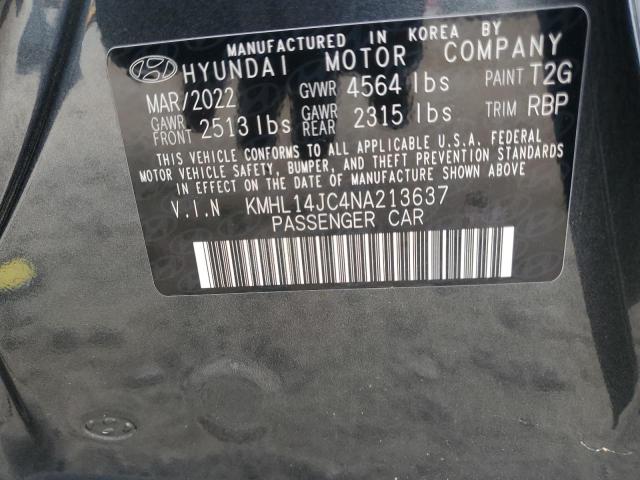 MANUFACTURED IN KOREA BY
HYUNDAI MOTOR COMPANY
MAR/2022 GVWR 4564 lbs PAINT T2G
GAWR FRONT 2513 lbs GAWR REAR 2315 lbs TRIM RBP
THIS VEHICLE CONFORMS TO ALL APPLICABLE U.S.A. FEDERAL
MOTOR VEHICLE SAFETY, BUMPER, AND THEFT PREVENTION STANDARDS
IN EFFECT ON THE DATE OF MANUFACTURE SHOWN ABOVE
V.I.N KMHL14JC4NA213637
PASSENGER CAR